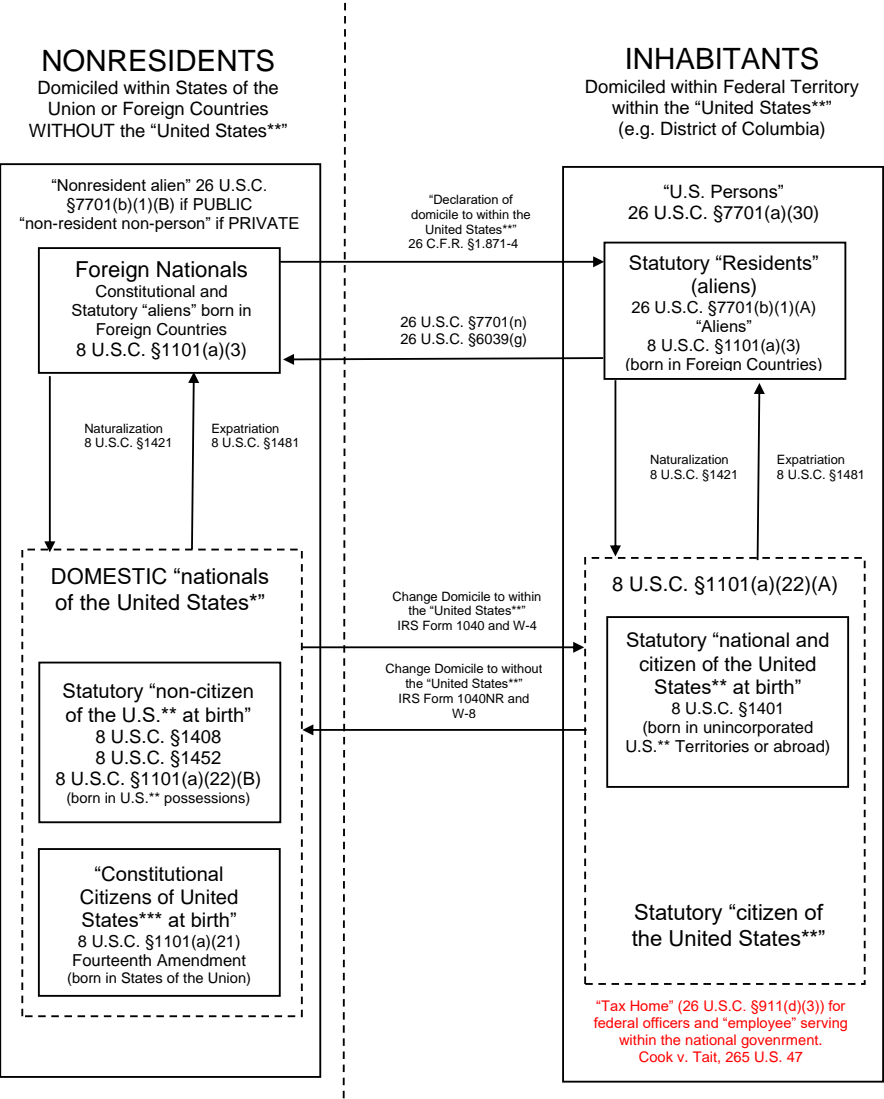 NONRESIDENTS
Domiciled within States of the
Union or Foreign Countries
WITHOUT the “United States**”
INHABITANTS
Domiciled within Federal Territory
within the “United States**”
(e.g. District of Columbia)
“Nonresident alien” 26 U.S.C.
§7701(b)(1)(B) if PUBLIC
“non-resident non-person” if PRIVATE
“Declaration of
domicile to within the
United States**”
26 C.F.R. §1.871-4
“U.S. Persons”
26 U.S.C. §7701(a)(30)
Foreign Nationals
Constitutional and
Statutory “aliens” born in
Foreign Countries
8 U.S.C. §1101(a)(3)
26 U.S.C. §7701(n)
26 U.S.C. §6039(g)
Statutory “Residents”
(aliens)
26 U.S.C. §7701(b)(1)(A)
“Aliens”
8 U.S.C. §1101(a)(3)
(born in Foreign Countries)
Naturalization
8 U.S.C. §1421
Expatriation
8 U.S.C. §1481
Naturalization
8 U.S.C. §1421
Expatriation
8 U.S.C. §1481
DOMESTIC “nationals
of the United States*”
Change Domicile to within
the “United States**”
IRS Form 1040 and W-4
Change Domicile to without
the “United States**”
IRS Form 1040NR and
W-8
8 U.S.C. §1101(a)(22)(A)
Statutory “national and
citizen of the United
States** at birth”
8 U.S.C. §1401
(born in unincorporated
U.S.** Territories or abroad)
Statutory “non-citizen
of the U.S.** at birth”
8 U.S.C. §1408
8 U.S.C. §1452
8 U.S.C. §1101(a)(22)(B)
(born in U.S.** possessions)
“Constitutional
Citizens of United
States*** at birth”
8 U.S.C. §1101(a)(21)
Fourteenth Amendment
(born in States of the Union)
Statutory “citizen of
the United States**”
“Tax Home” (26 U.S.C. §911(d)(3)) for
federal officers and “employee” serving
within the national govenrment.
Cook v. Tait, 265 U.S. 47